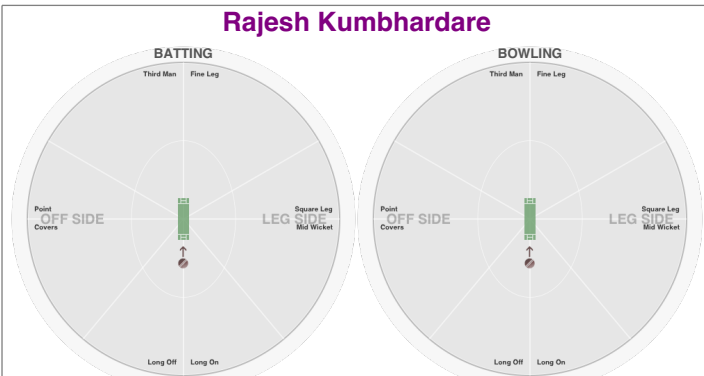 Rajesh Kumbhardare
BATTING
Third Man Fine Leg
Point Square Leg
OFF SIDE LEG SIDE
Covers Mid Wicket
Long Off Long On
BOWLING
Third Man Fine Leg
Point Square Leg
OFF SIDE LEG SIDE
Covers Mid Wicket
Long Off Long On